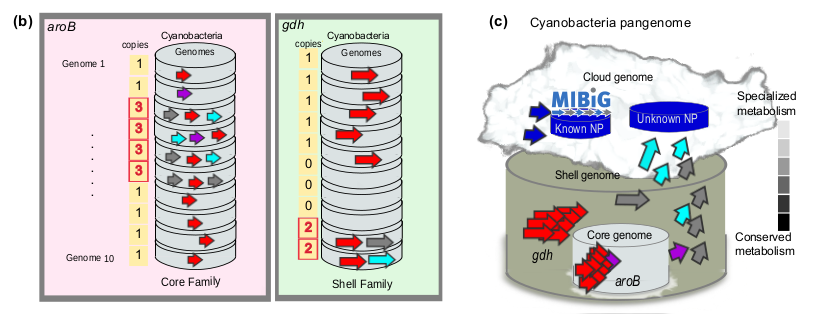 (b)
aroB
copies
Cyanobacteria
Genomes
Genome 1
1
1
3
3
3
3
1
1
1
1
.
.
.
.
.
Genome 10
Core Family
gdh
copies
Cyanobacteria
Genomes
1
1
1
1
1
0
0
0
2
2
Shell Family
(c)
Cyanobacteria pangenome
Cloud genome
MIBiG
Known NP
Unknown NP
Specialized
metabolism
Shell genome
Core genome
gdh
aroB
Conserved
metabolism